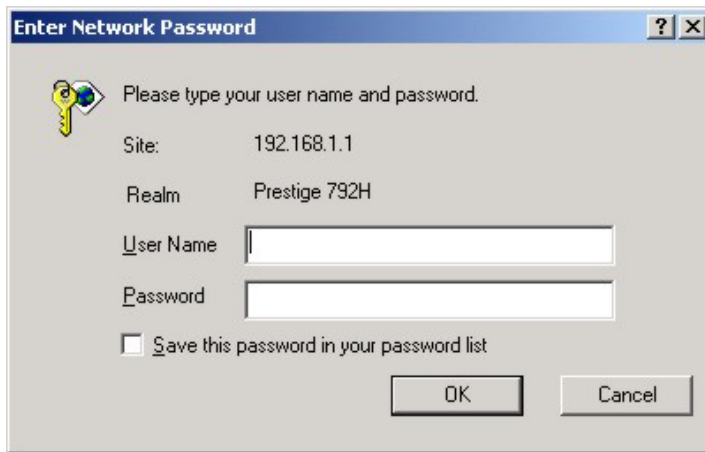 Enter Network Password
Please type your user name and password.
Site: 192.168.1.1
Realm Prestige 792H
User Name
Password
Save this password in your password list
OK Cancel